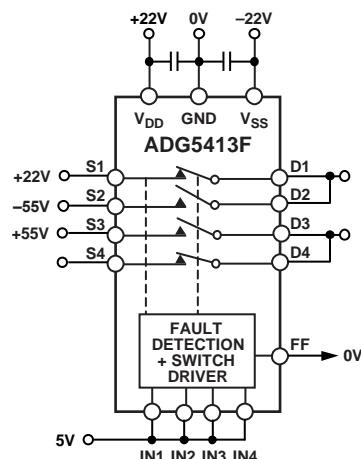 +22V 0V −22V
VDD GND VSS
ADG5413F
+22V S1 D1
−55V S2 D2
+55V S3 D3
S4 D4
FAULT
DETECTION
+ SWITCH
DRIVER
FF 0V
5V
IN1 IN2 IN3 IN4